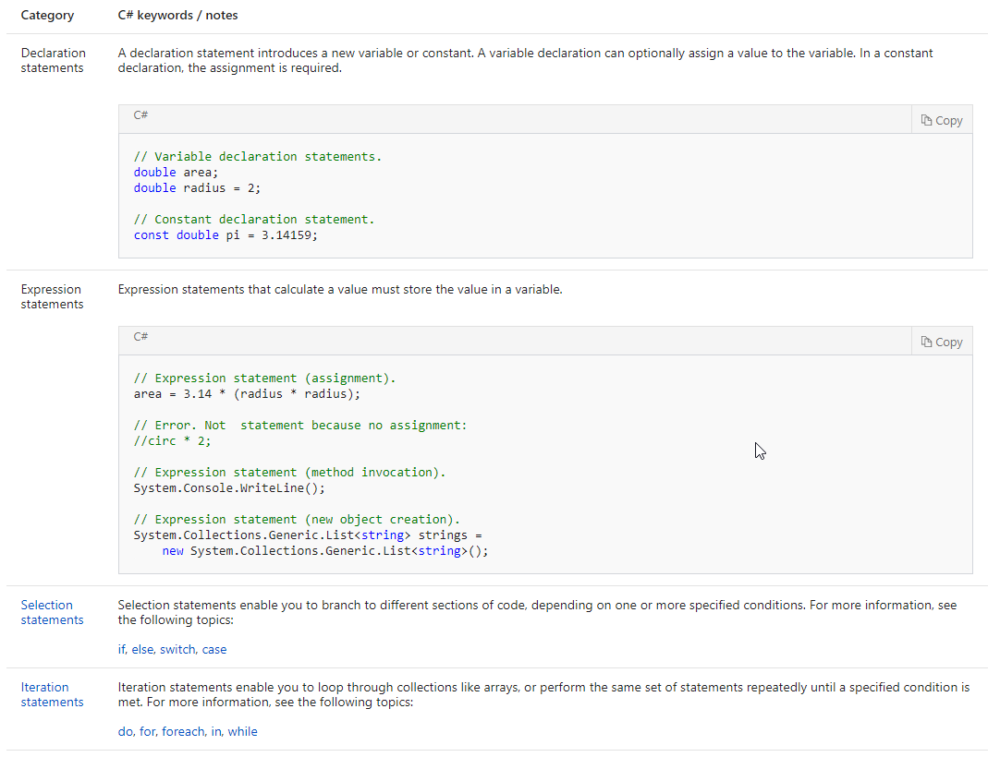 Category C# keywords / notes
Declaration statements
A declaration statement introduces a new variable or constant. A variable declaration can optionally assign a value to the variable. In a constant
declaration, the assignment is required.
C#
Copy
// Variable declaration statements.
double area;
double radius = 2;
// Constant declaration statement.
const double pi = 3.14159;
Expression statements
Expression statements that calculate a value must store the value in a variable.
C#
Copy
// Expression statement (assignment).
area = 3.14 * (radius * radius);
// Error. Not  statement because no assignment:
//circ * 2;
// Expression statement (method invocation).
System.Console.WriteLine();
// Expression statement (new object creation).
System.Collections.Generic.List<string> strings =
    new System.Collections.Generic.List<string>();
Selection statements
Selection statements enable you to branch to different sections of code, depending on one or more specified conditions. For more information, see
the following topics:
if, else, switch, case
Iteration statements
Iteration statements enable you to loop through collections like arrays, or perform the same set of statements repeatedly until a specified condition is
met. For more information, see the following topics:
do, for, foreach, in, while